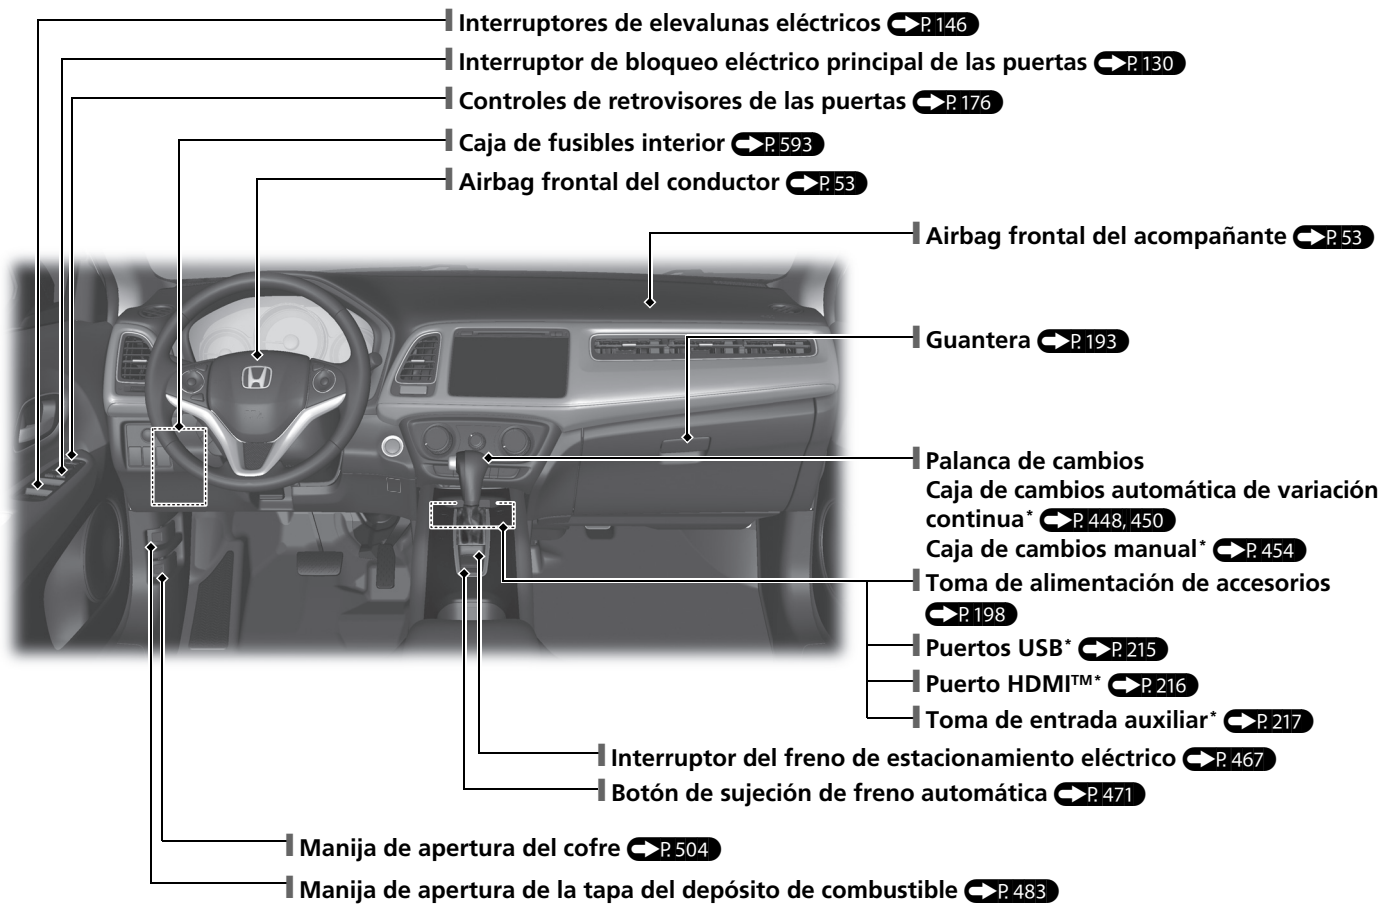 Interruptores de elevalunas eléctricos P. 146
Interruptor de bloqueo eléctrico principal de las puertas P. 130
Controles de retrovisores de las puertas P. 176
Caja de fusibles interior P. 593
Airbag frontal del conductor P. 53
Airbag frontal del acompañante P. 53
Guantera P. 193
Palanca de cambios
Caja de cambios automática de variación
continua* P. 448, 450
Caja de cambios manual* P. 454
Toma de alimentación de accesorios
P. 198
Puertos USB* P. 215
Puerto HDMI™* P. 216
Toma de entrada auxiliar* P. 217
Interruptor del freno de estacionamiento eléctrico P. 467
Botón de sujeción de freno automática P. 471
Manija de apertura del cofre P. 504
Manija de apertura de la tapa del depósito de combustible P. 483